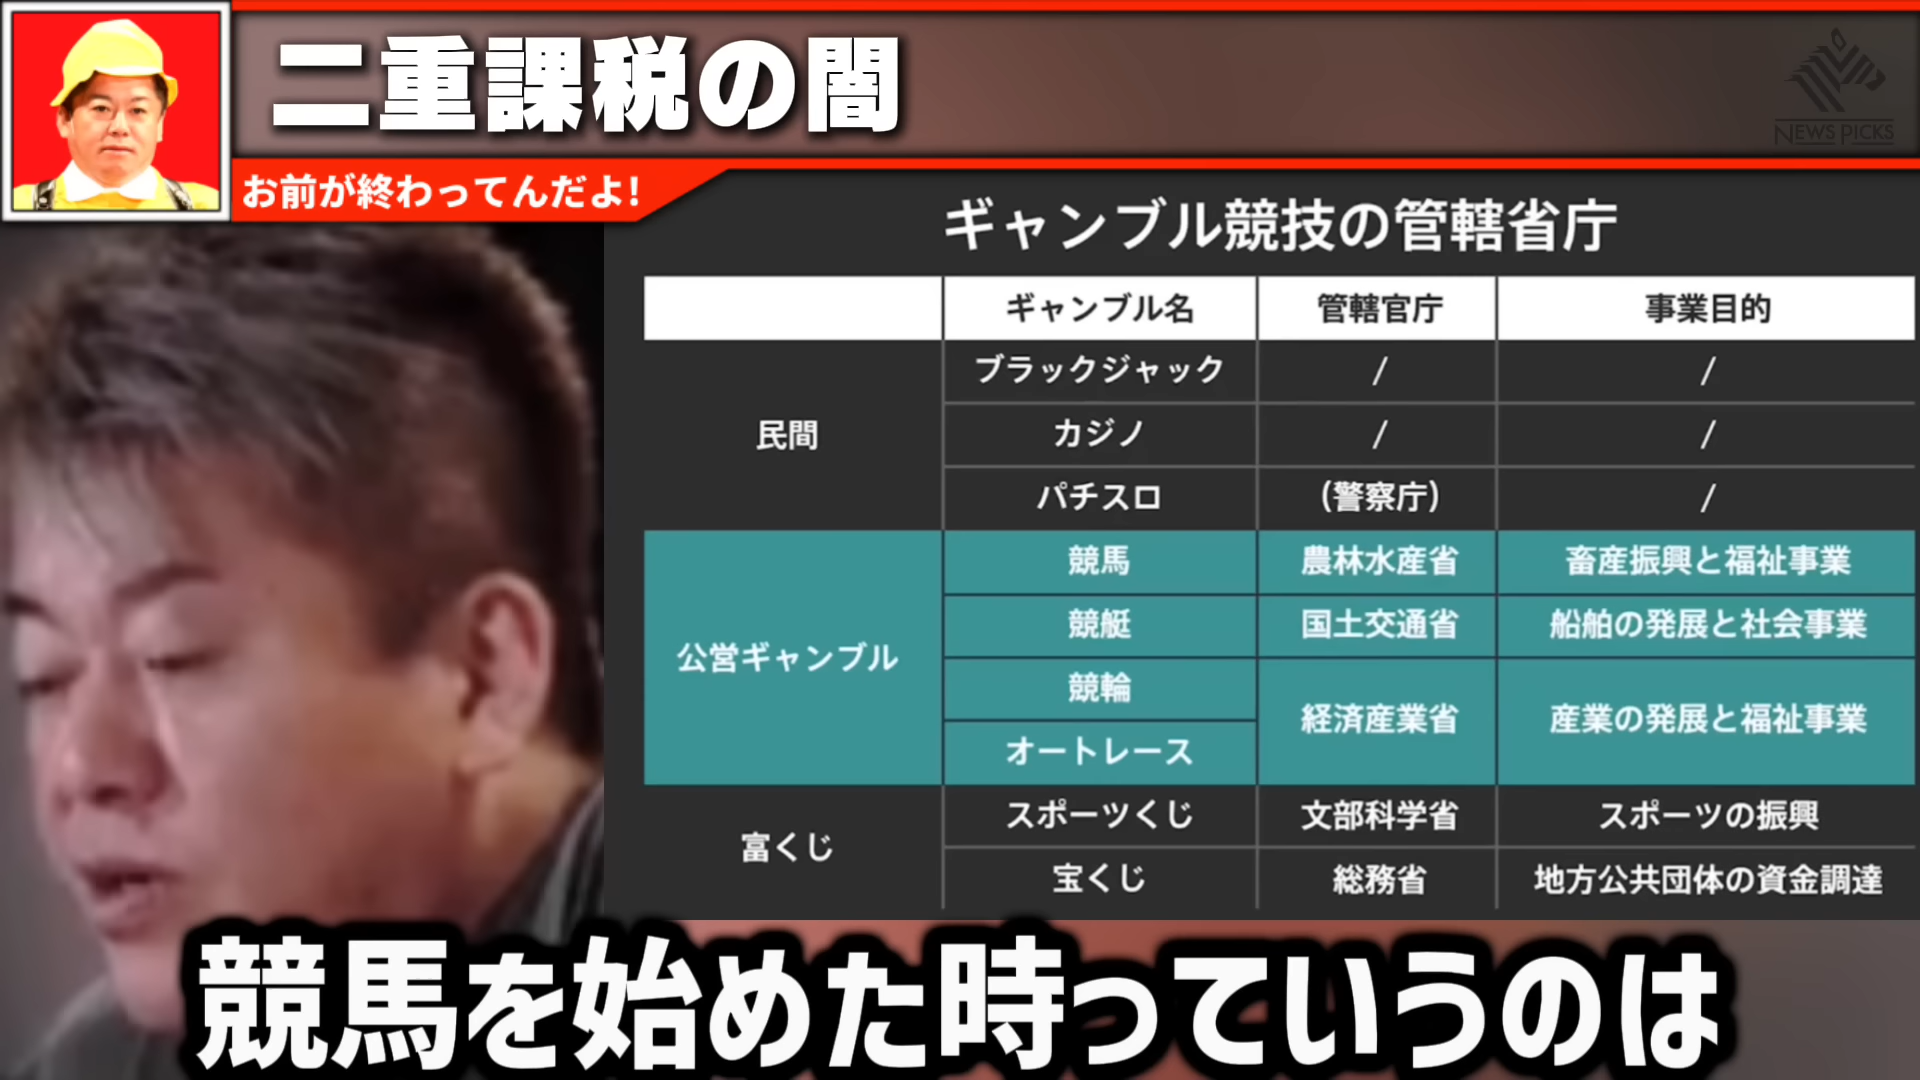 二重課税の闇
NEWS PICKS
お前が終わってんだよ!
ギャンブル競技の管轄省庁
ギャンブル名 管轄官庁 事業目的
民間
ブラックジャック / /
カジノ / /
パチスロ (警察庁) /
公営ギャンブル
競馬 農林水産省 畜産振興と福祉事業
競艇 国土交通省 船舶の発展と社会事業
競輪
経済産業省 産業の発展と福祉事業
オートレース
富くじ
スポーツくじ 文部科学省 スポーツの振興
宝くじ 総務省 地方公共団体の資金調達
競馬を始めた時っていうのは